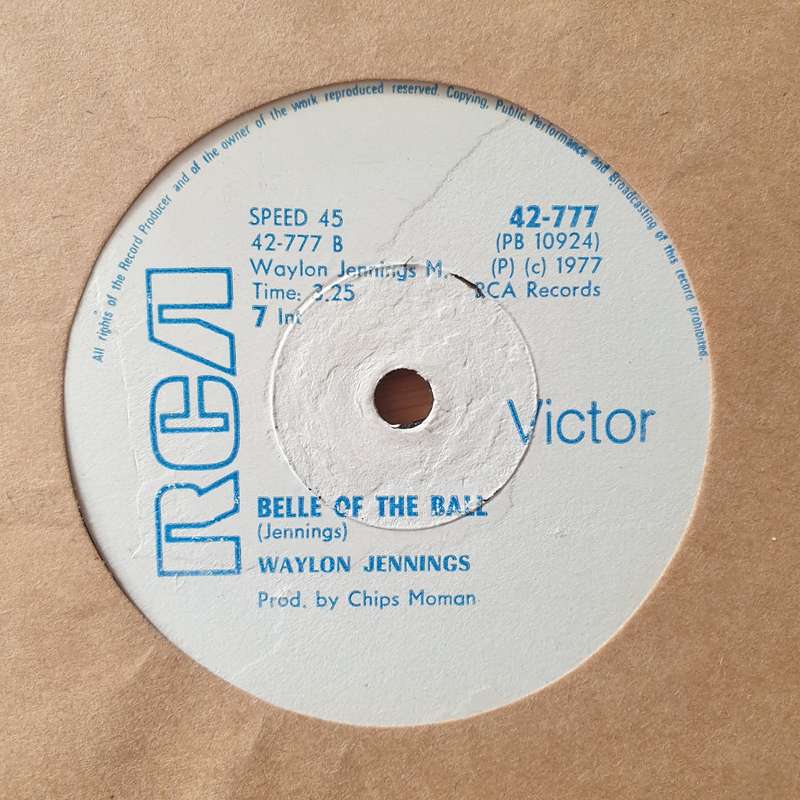 All rights of the Record Producer and of the owner of the work reproduced reserved. Copying, Public Performance and Broadcasting of this record prohibited.
SPEED 45
42-777 B
Waylon Jennings M.
Time: 3.25
7 Int
42-777
(PB 10924)
(P) (c) 1977
RCA Records
RCA
Victor
BELLE OF THE BALL
(Jennings)
WAYLON JENNINGS
Prod. by Chips Moman